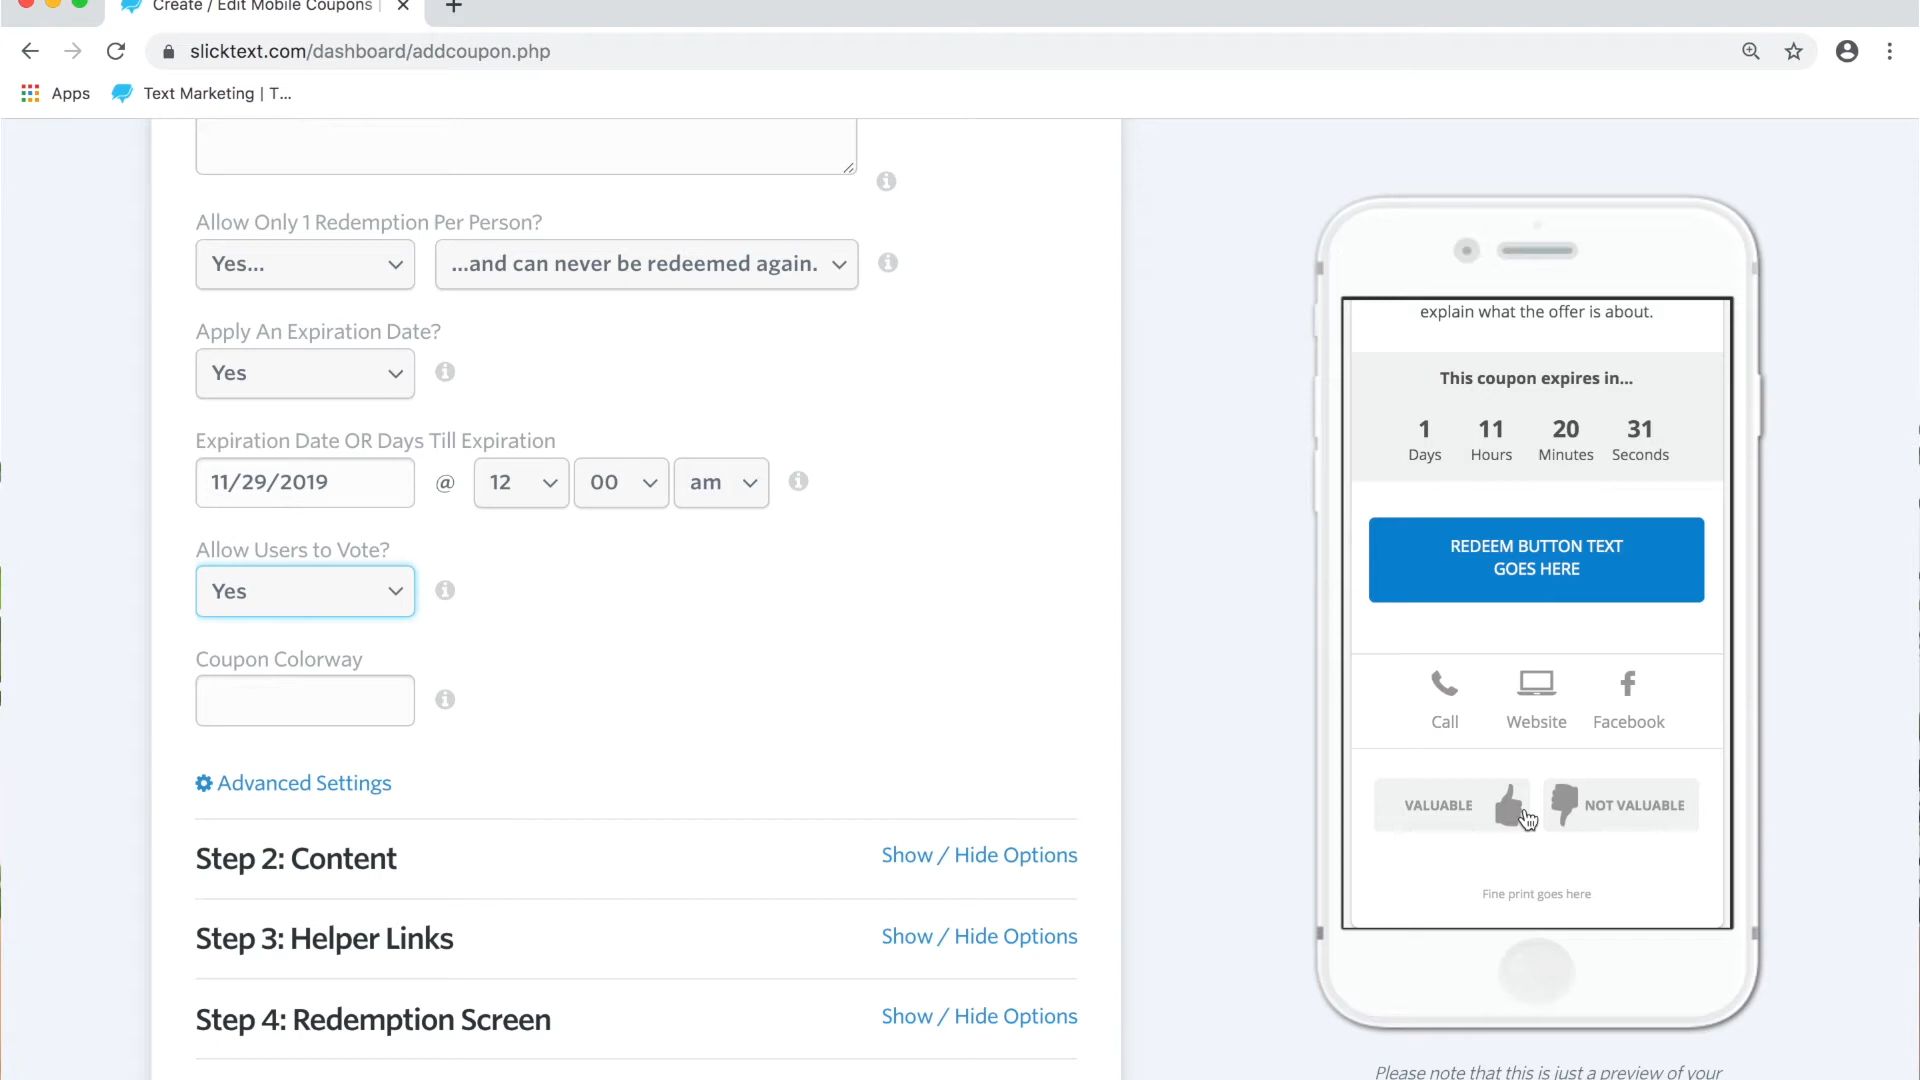 Create / Edit Mobile Coupons
slicktext.com/dashboard/addcoupon.php
Apps
Text Marketing | T...
Allow Only 1 Redemption Per Person?
Yes...
...and can never be redeemed again.
Apply An Expiration Date?
Yes
Expiration Date OR Days Till Expiration
11/29/2019 @ 12 00 am
Allow Users to Vote?
Yes
Coupon Colorway
Advanced Settings
Step 2: Content
Show / Hide Options
Step 3: Helper Links
Show / Hide Options
Step 4: Redemption Screen
Show / Hide Options
explain what the offer is about.
This coupon expires in...
1 11 20 31
Days Hours Minutes Seconds
REDEEM BUTTON TEXT
GOES HERE
Call Website Facebook
VALUABLE NOT VALUABLE
Fine print goes here
Please note that this is just a preview of your